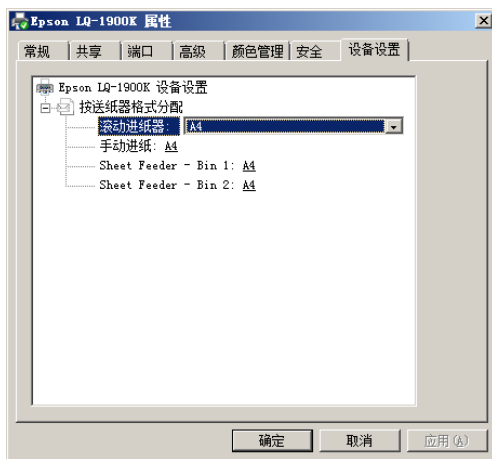 Epson LQ-1900K 属性
常规 共享 端口 高级 颜色管理 安全 设备设置
Epson LQ-1900K 设备设置
按送纸器格式分配
滚动进纸器: A4
手动进纸: A4
Sheet Feeder - Bin 1: A4
Sheet Feeder - Bin 2: A4
确定 取消 应用(A)